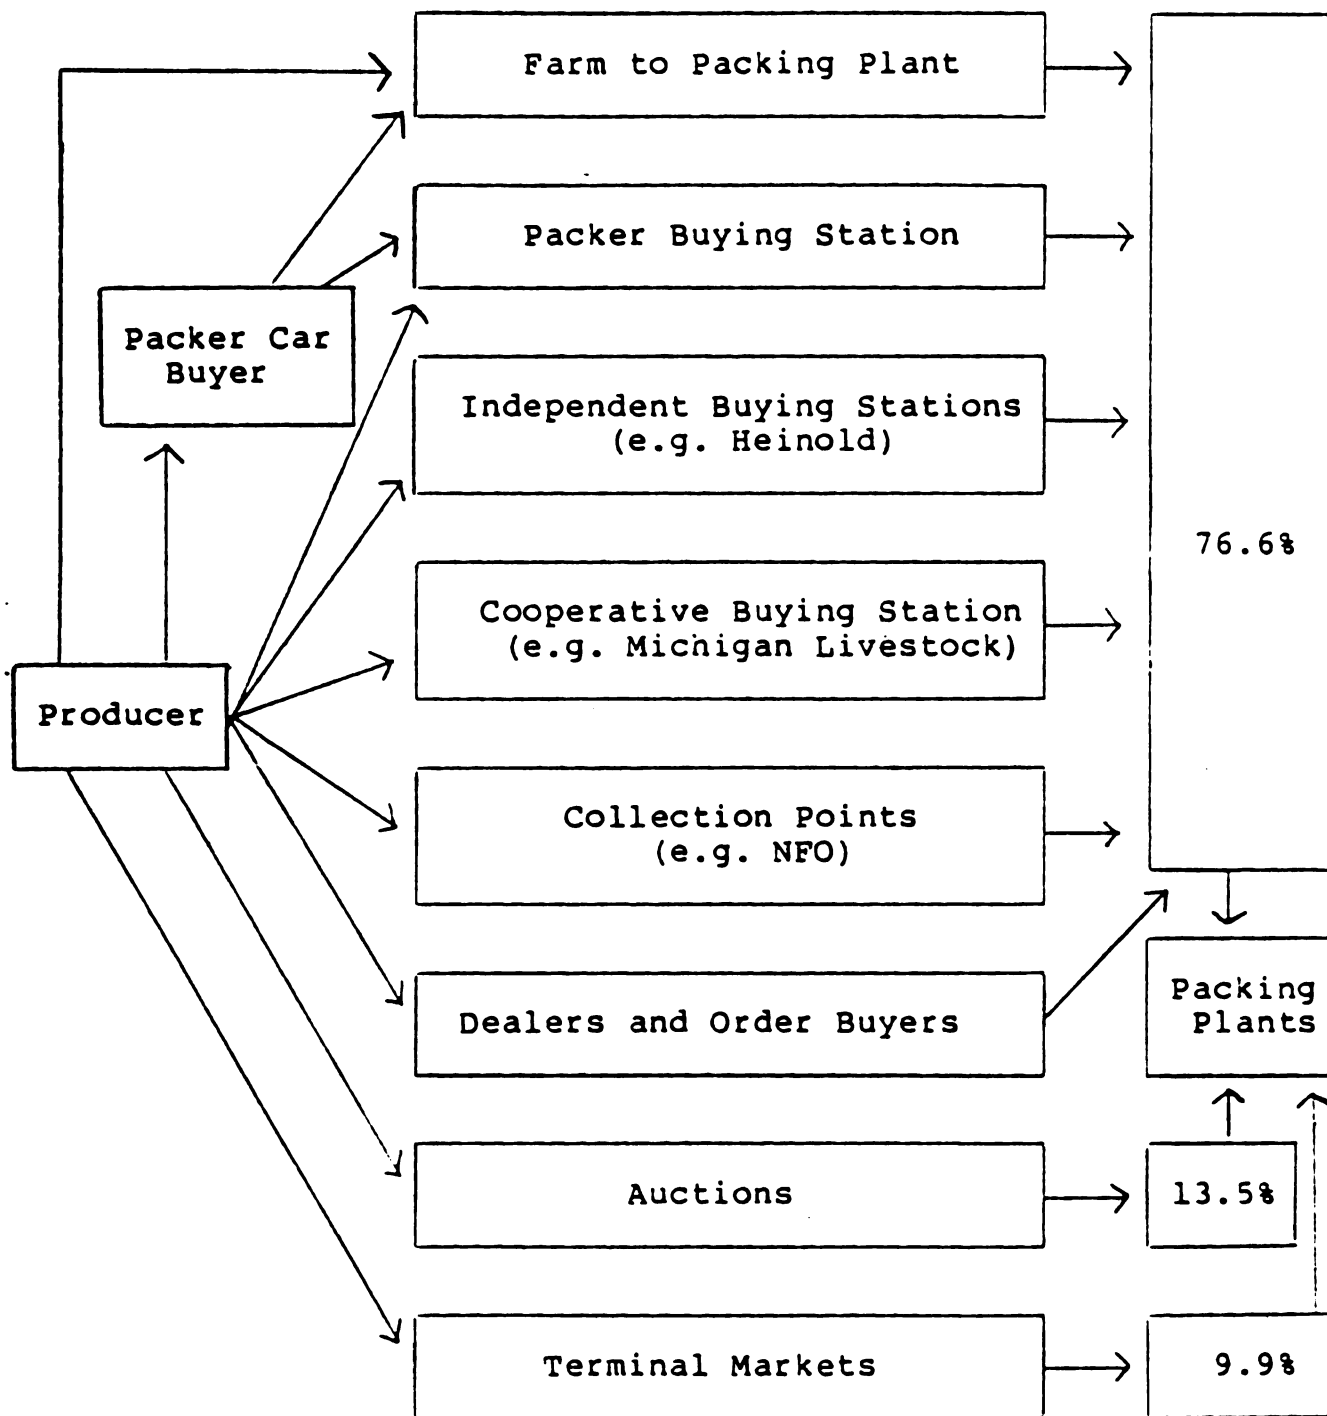 Farm to Packing Plant
Packer Buying Station
Packer Car
Buyer
Independent Buying Stations
(e.g. Heinold)
76.6%
Cooperative Buying Station
(e.g. Michigan Livestock)
Producer
Collection Points
(e.g. NFO)
Packing
Plants
Dealers and Order Buyers
Auctions
13.5%
Terminal Markets
9.9%